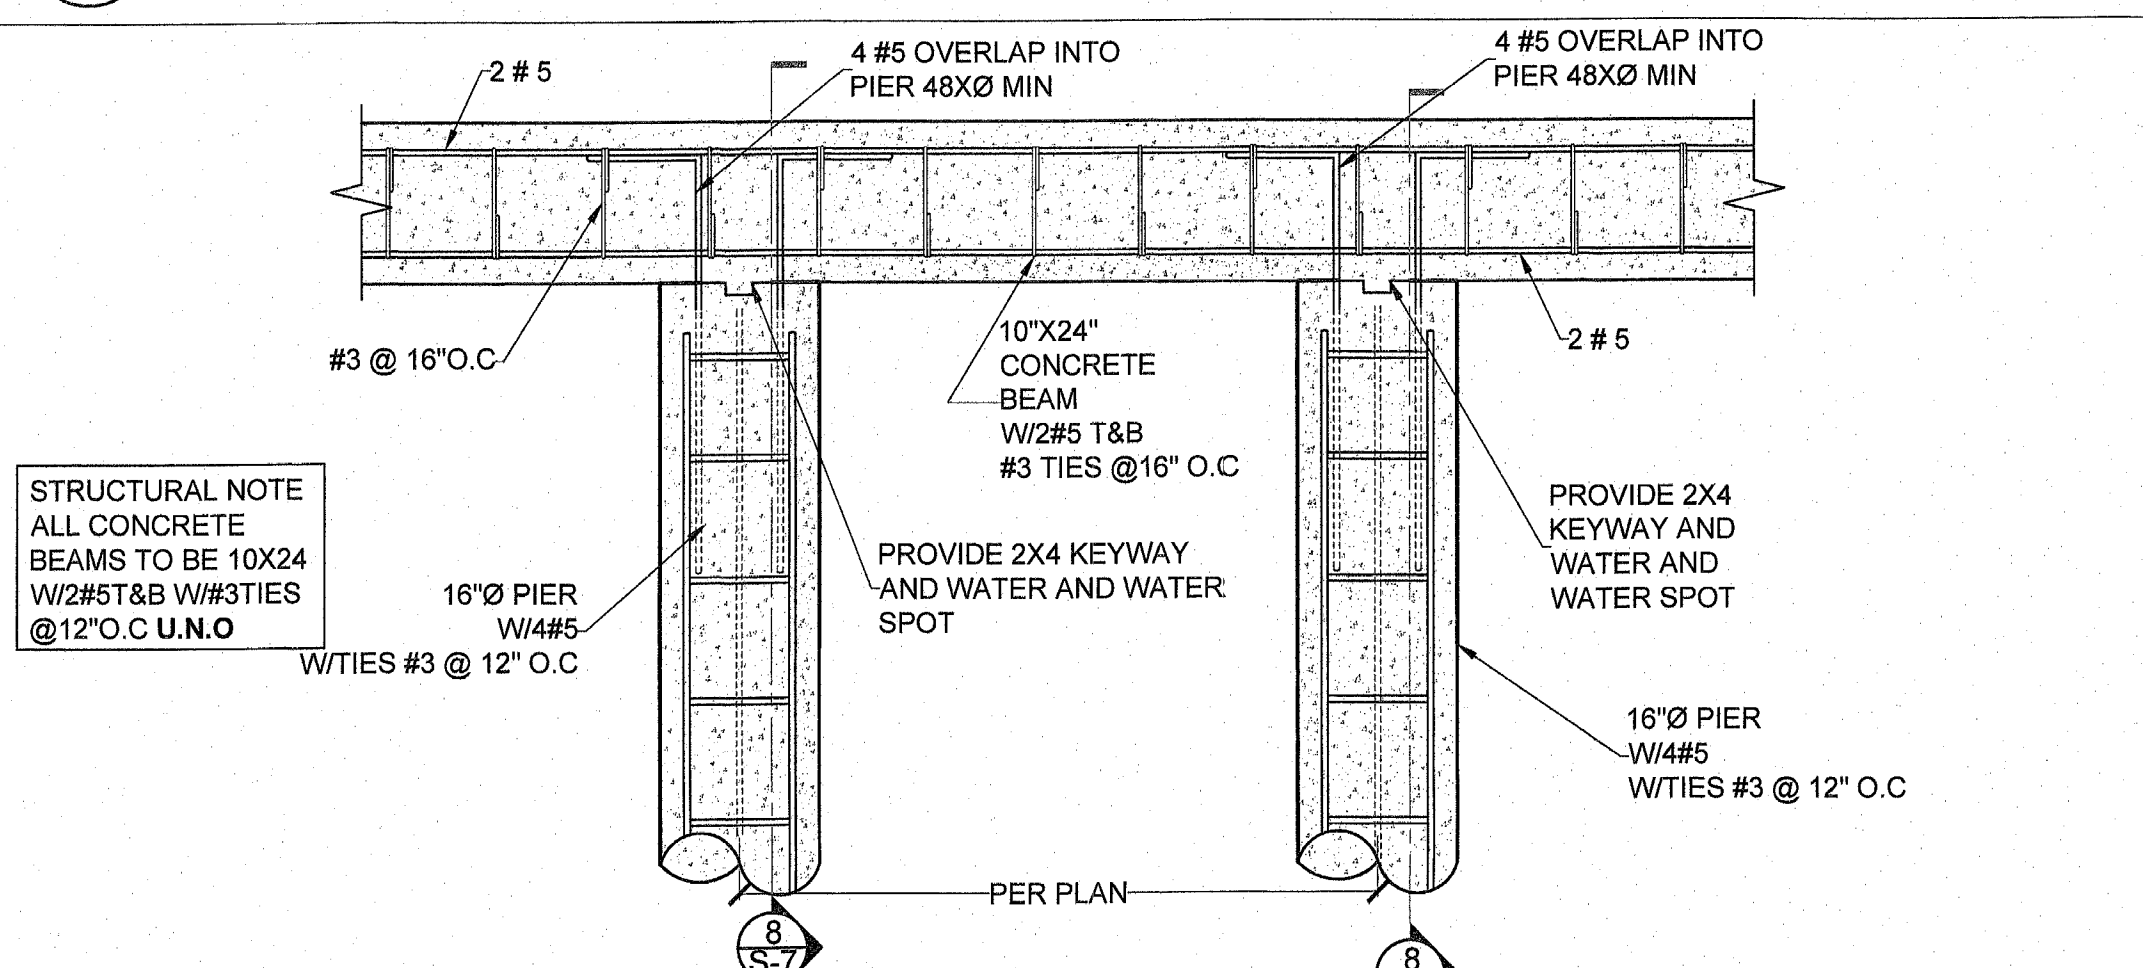 2 # 5
4 #5 OVERLAP INTO
PIER 48XØ MIN
4 #5 OVERLAP INTO
PIER 48XØ MIN
#3 @ 16"O.C
10"X24"
CONCRETE
BEAM
W/2#5 T&B
#3 TIES @16" O.C
2 # 5
STRUCTURAL NOTE
ALL CONCRETE
BEAMS TO BE 10X24
W/2#5T&B W/#3TIES
@12"O.C U.N.O
16"Ø PIER
W/4#5
W/TIES #3 @ 12" O.C
PROVIDE 2X4 KEYWAY
AND WATER AND WATER
SPOT
PROVIDE 2X4
KEYWAY AND
WATER AND
WATER SPOT
16"Ø PIER
W/4#5
W/TIES #3 @ 12" O.C
PER PLAN
8
S-7
8